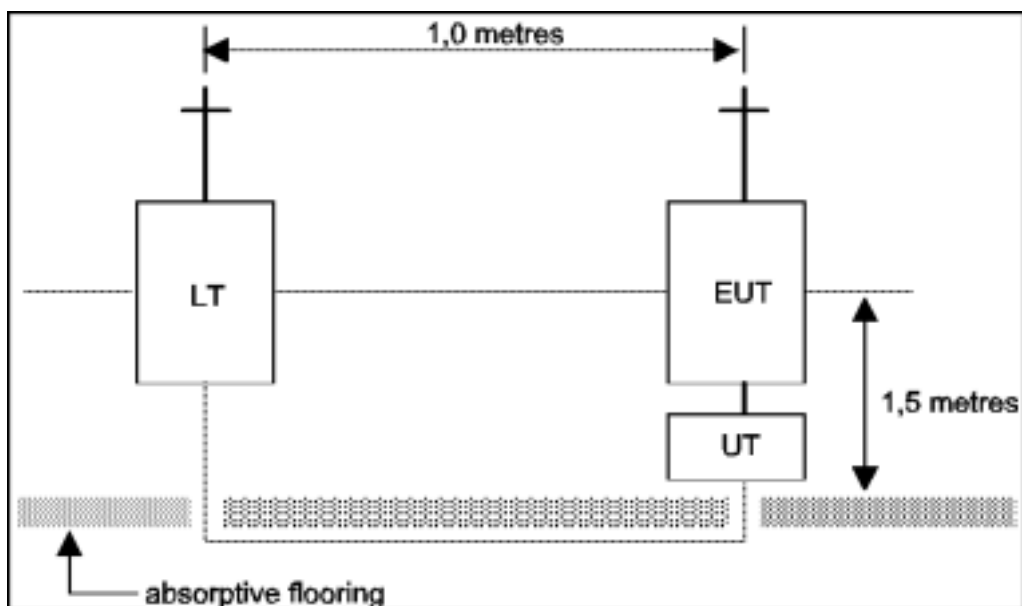 1,0 metres
LT
EUT
1,5 metres
UT
absorptive flooring